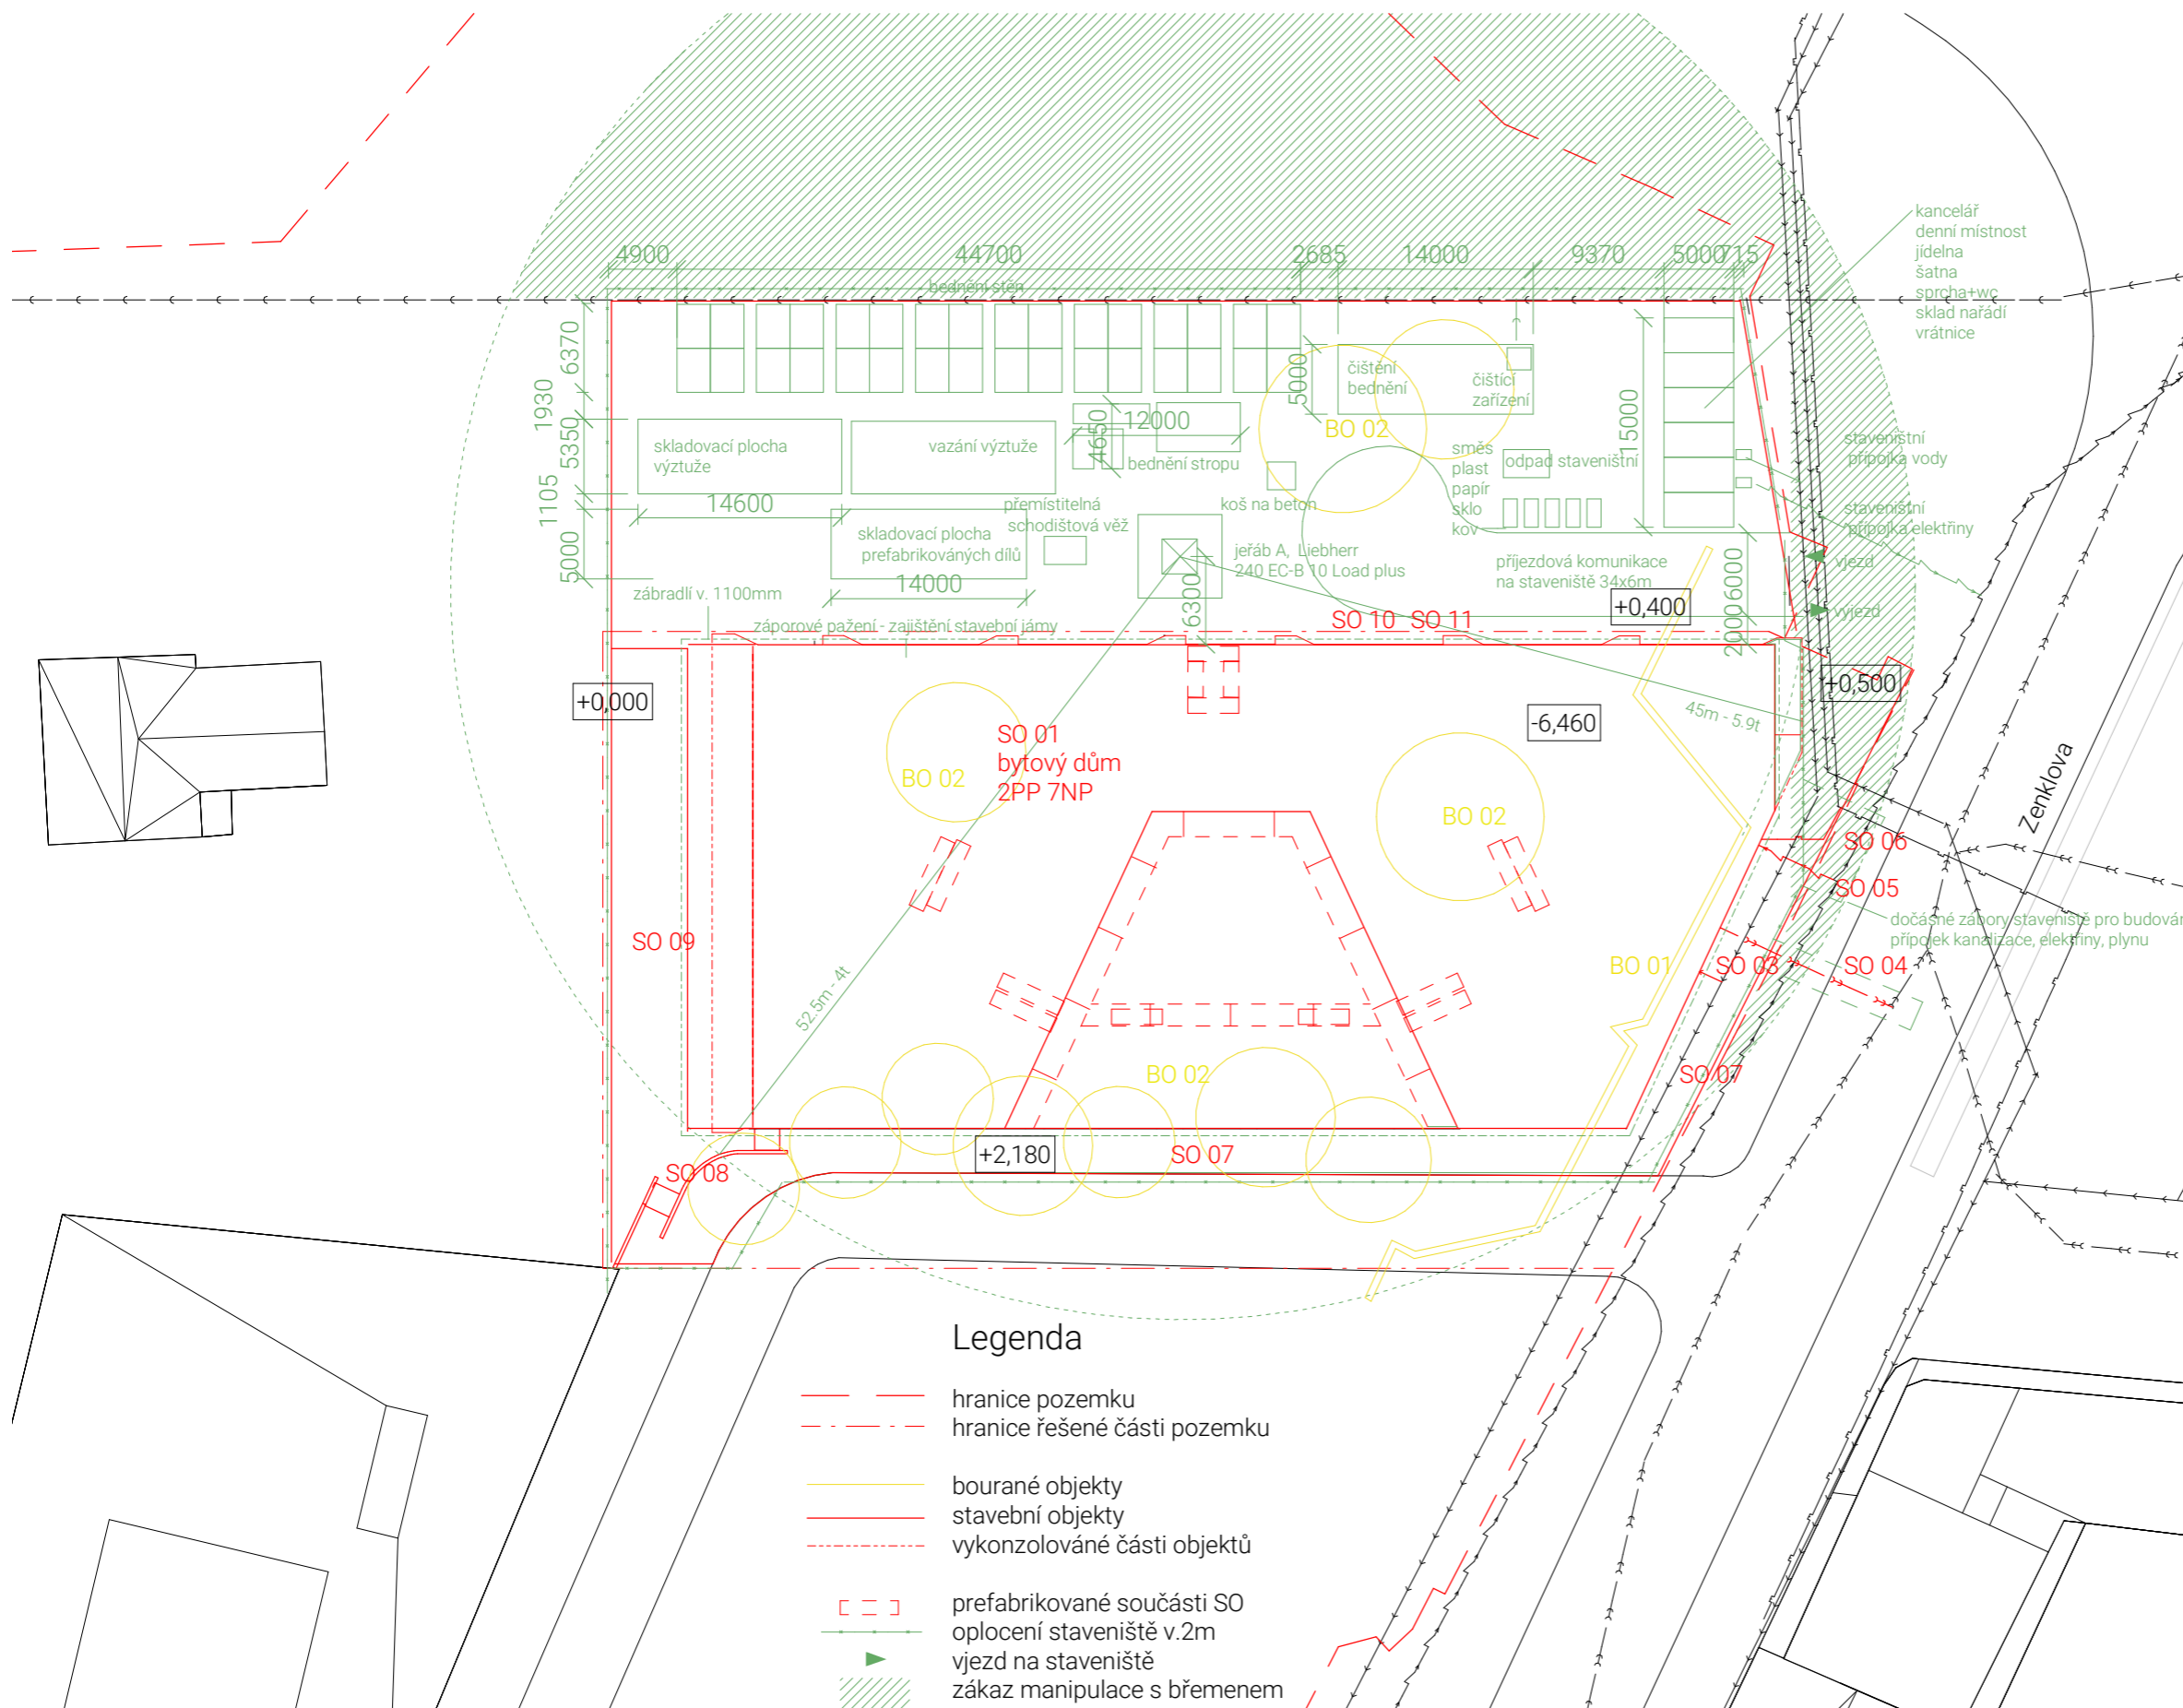 4900
44700
2685
14000
9370
5000
715
bednění stěn
kancelář
denní místnost
jídelna
šatna
sprcha+wc
sklad nářadí
vrátnice
6370
1930
5350
1105
5000
skladovací plocha
výztuže
14600
vazání výztuže
4650
12000
bednění stropu
5000
čištění
bednění
čištící
zařízení
BO 02
15000
směs
plast
papír
sklo
kov
odpad staveništní
staveništní
přípojka vody
staveništní
přípojka elektřiny
přemístitelná
schodištová věž
koš na beton
skladovací plocha
prefabrikováných dílů
14000
jeřáb A, Liebherr
240 EC-B 10 Load plus
6300
příjezdová komunikace
na staveniště 34x6m
6000
2000
vjezd
vyjezd
zábradlí v. 1100mm
záporové pažení - zajištění stavební jámy
SO 10
SO 11
+0,400
+0,000
+0,500
-6,460
45m - 5.9t
SO 01
bytový dům
2PP 7NP
BO 02
BO 02
Zenklova
SO 06
SO 05
dočasné zábory staveniště pro budován
přípojek kanalizace, elektřiny, plynu
SO 09
52.5m - 4t
BO 01
SO 03
SO 04
BO 02
SO 07
+2,180
SO 07
SO 08
Legenda
hranice pozemku
hranice řešené části pozemku
bourané objekty
stavební objekty
vykonzolováné části objektů
prefabrikované součásti SO
oplocení staveniště v.2m
vjezd na staveniště
zákaz manipulace s břemenem